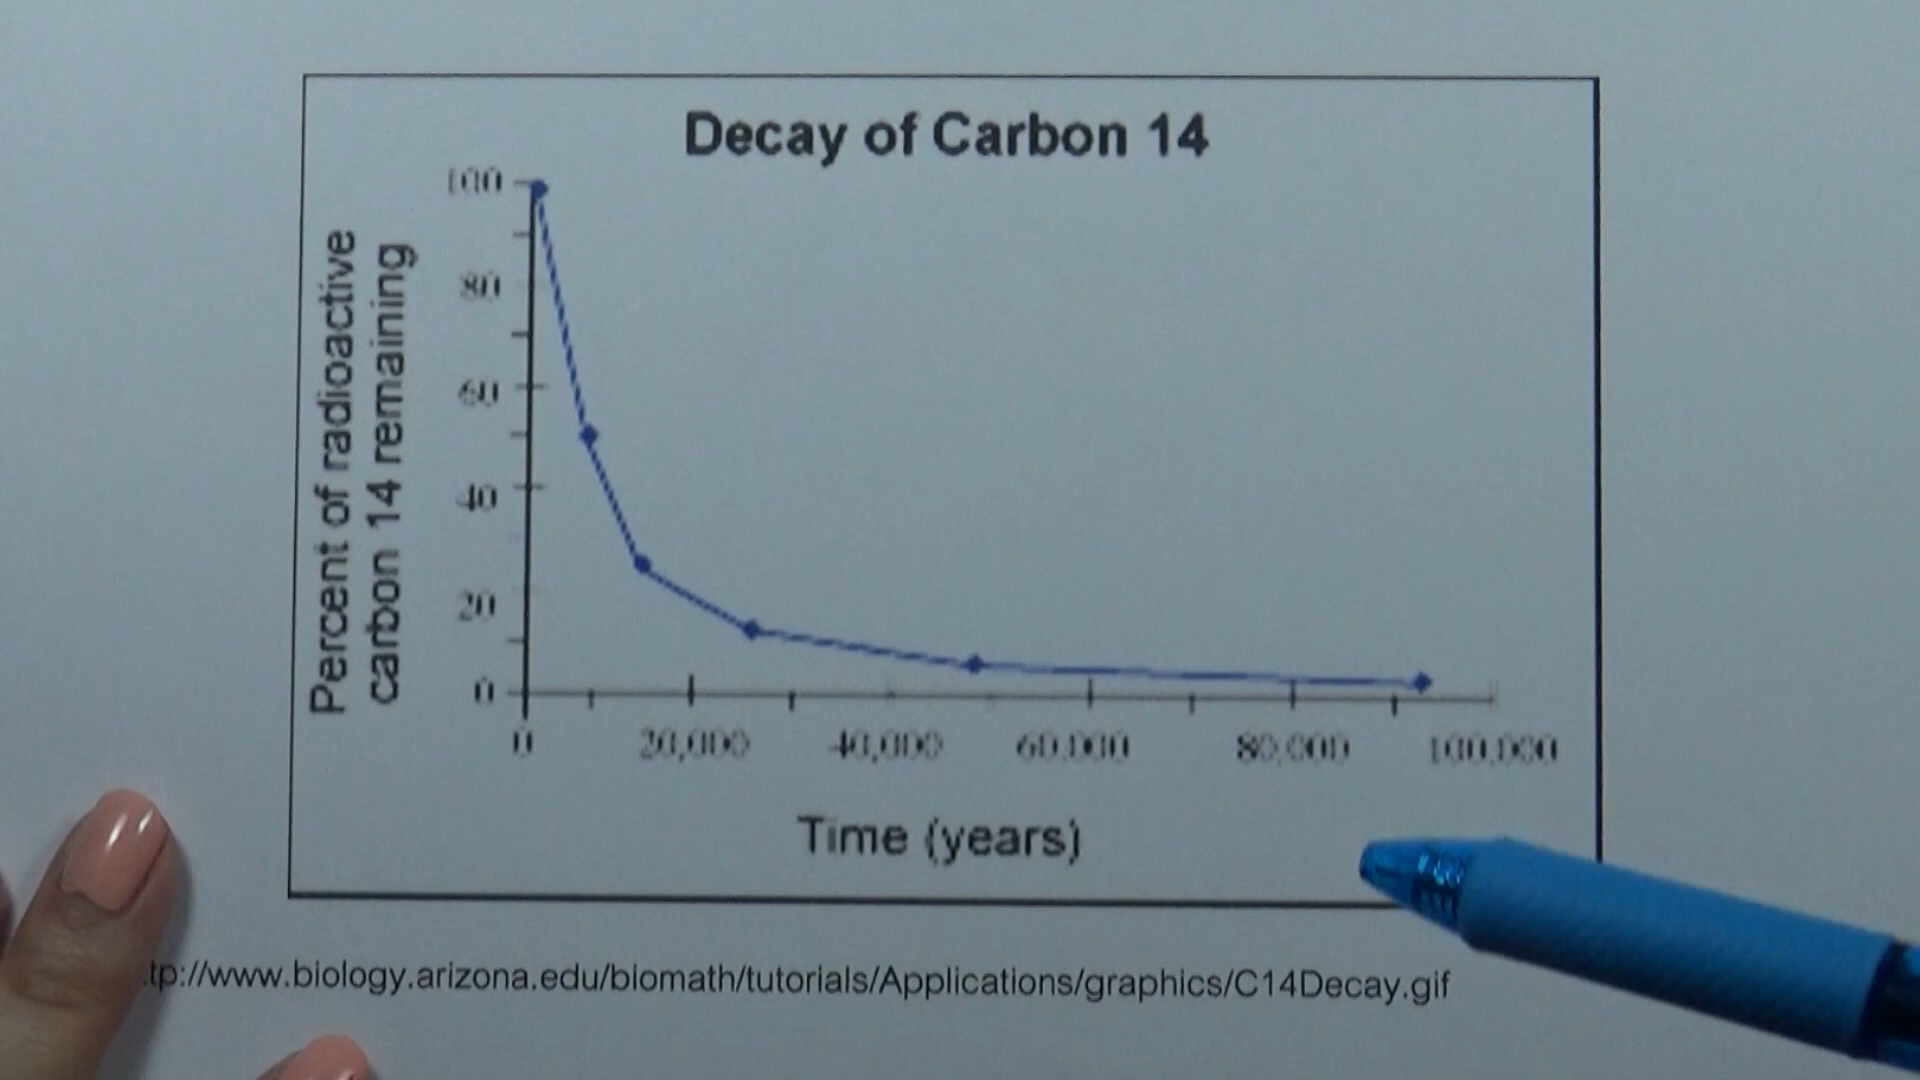 Decay of Carbon 14
Percent of radioactive
carbon 14 remaining
100
80
60
40
20
0
0 20,000 40,000 60,000 80,000 100,000
Time (years)
tp://www.biology.arizona.edu/biomath/tutorials/Applications/graphics/C14Decay.gif